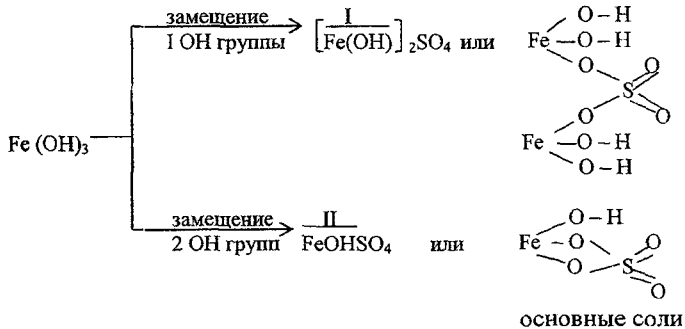 замещение
1 OH группы
I
[Fe(OH)]₂SO₄ или
O – H
Fe – O – H
O
S
O
O
O
Fe – O – H
O – H
Fe (OH)₃
замещение
2 OH групп
II
FeOHSO₄ или
O – H
Fe – O
O
S
O
O
основные соли